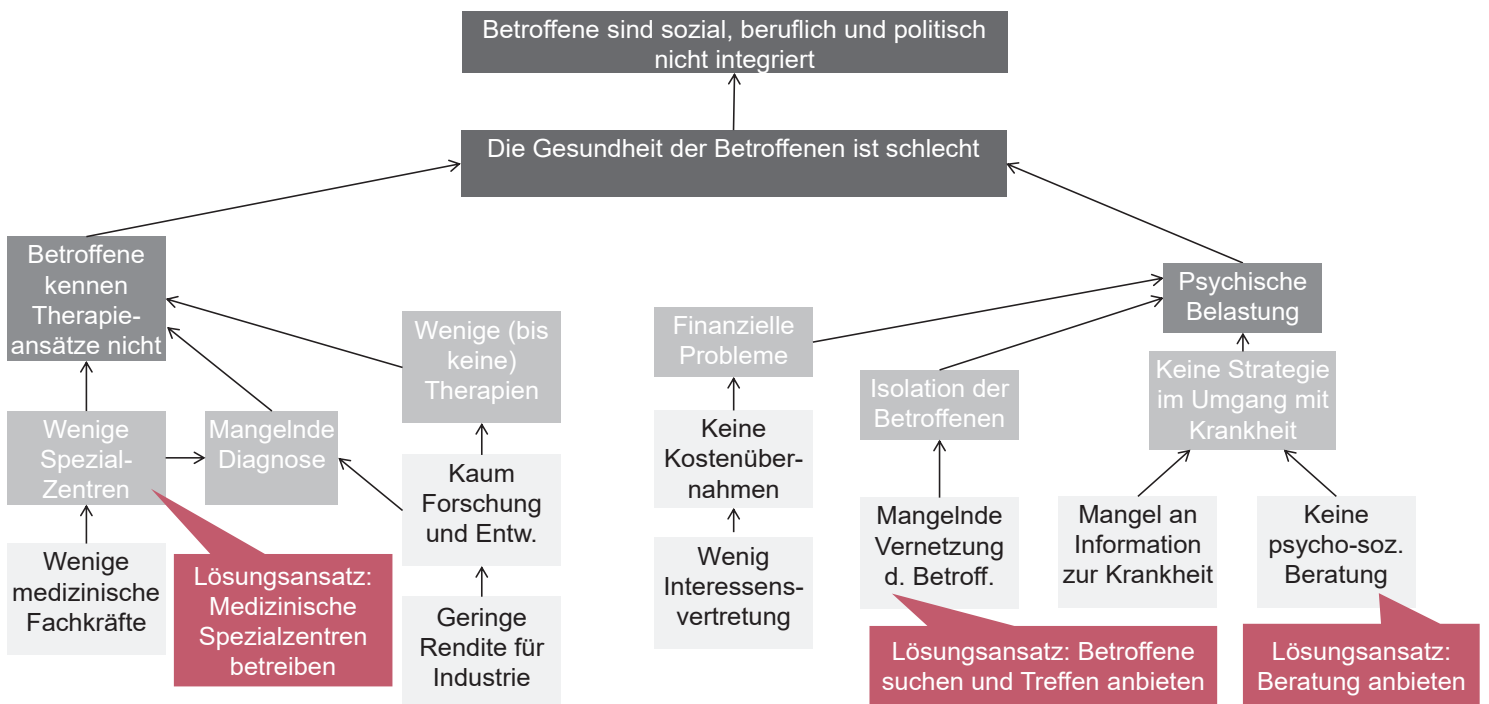 Betroffene sind sozial, beruflich und politisch
nicht integriert
Die Gesundheit der Betroffenen ist schlecht
Betroffene
kennen
Therapie-
ansätze nicht
Wenige (bis
keine)
Therapien
Wenige
Spezial-
Zentren
Mangelnde
Diagnose
Kaum
Forschung
und Entw.
Wenige
medizinische
Fachkräfte
Lösungsansatz:
Medizinische
Spezialzentren
betreiben
Geringe
Rendite für
Industrie
Psychische
Belastung
Finanzielle
Probleme
Isolation der
Betroffenen
Keine Strategie
im Umgang mit
Krankheit
Keine
Kostenüber-
nahmen
Wenig
Interessens-
vertretung
Mangelnde
Vernetzung
d. Betroff.
Mangel an
Information
zur Krankheit
Keine
psycho-soz.
Beratung
Lösungsansatz: Betroffene
suchen und Treffen anbieten
Lösungsansatz:
Beratung anbieten